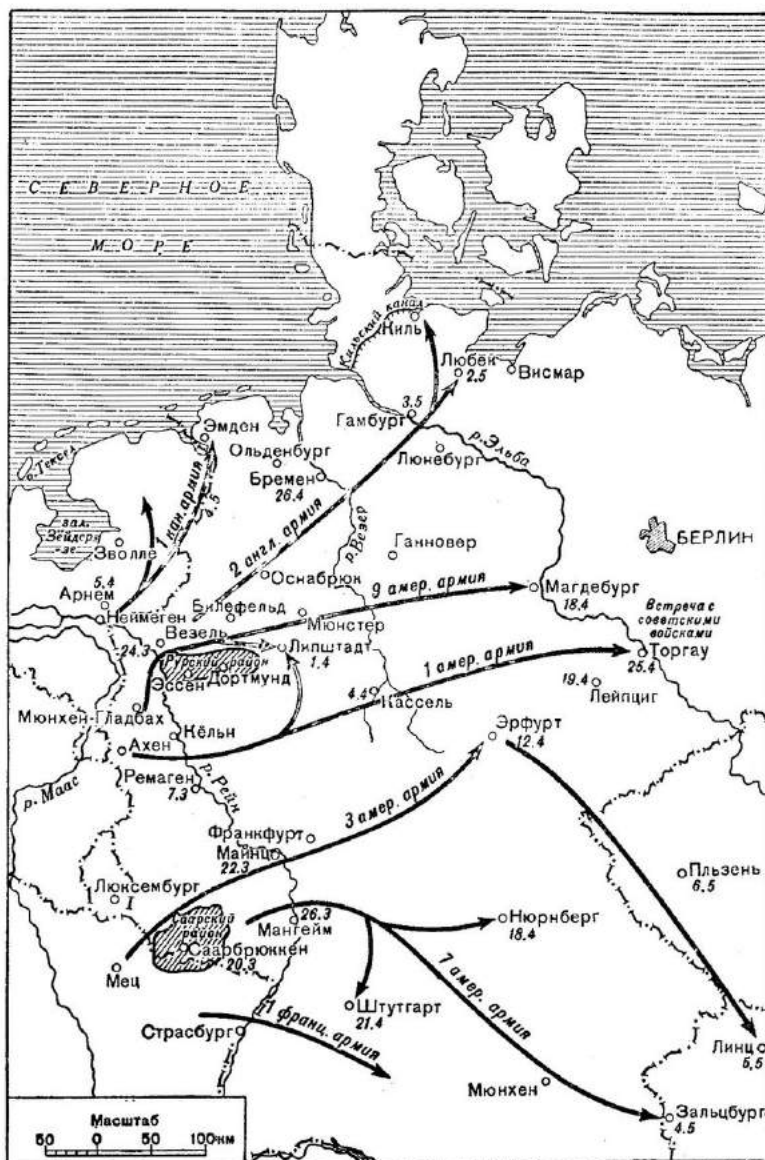 СЕВЕРНОЕ
МОРЕ
Кильский канал
Киль
Любек
2.5
Висмар
3.5
Гамбург
р. Эльба
Люнебург
Эмден
Ольденбург
Бремен
26.4
о. Тексел
1 кан. армия
2 англ. армия
р. Везер
Ганновер
БЕРЛИН
зал.
Зёйдерзе
Зволле
5.4
Арнем
Неймеген
Оснабрюк
Билефельд
9 амер. армия
Магдебург
18.4
Встреча с
советскими
войсками
Торгау
25.4
24.3
Везель
Мюнстер
Липштадт
1.4
Рурский район
Эссен
Дортмунд
1 амер. армия
4.4
Кассель
19.4
Лейпциг
Мюнхен-Гладбах
Кёльн
Ахен
Эрфурт
12.4
р. Маас
Ремаген
7.3
р. Рейн
3 амер. армия
Франкфурт
Майнц
22.3
Пльзень
6.5
Люксембург
Саарский
район
Саарбрюккен
20.3
26.3
Мангейм
Нюрнберг
18.4
Мец
7 амер. армия
Штутгарт
21.4
Страсбург
1 франц. армия
Линц
5.5
Мюнхен
Зальцбург
4.5
Масштаб
50 0 50 100 км